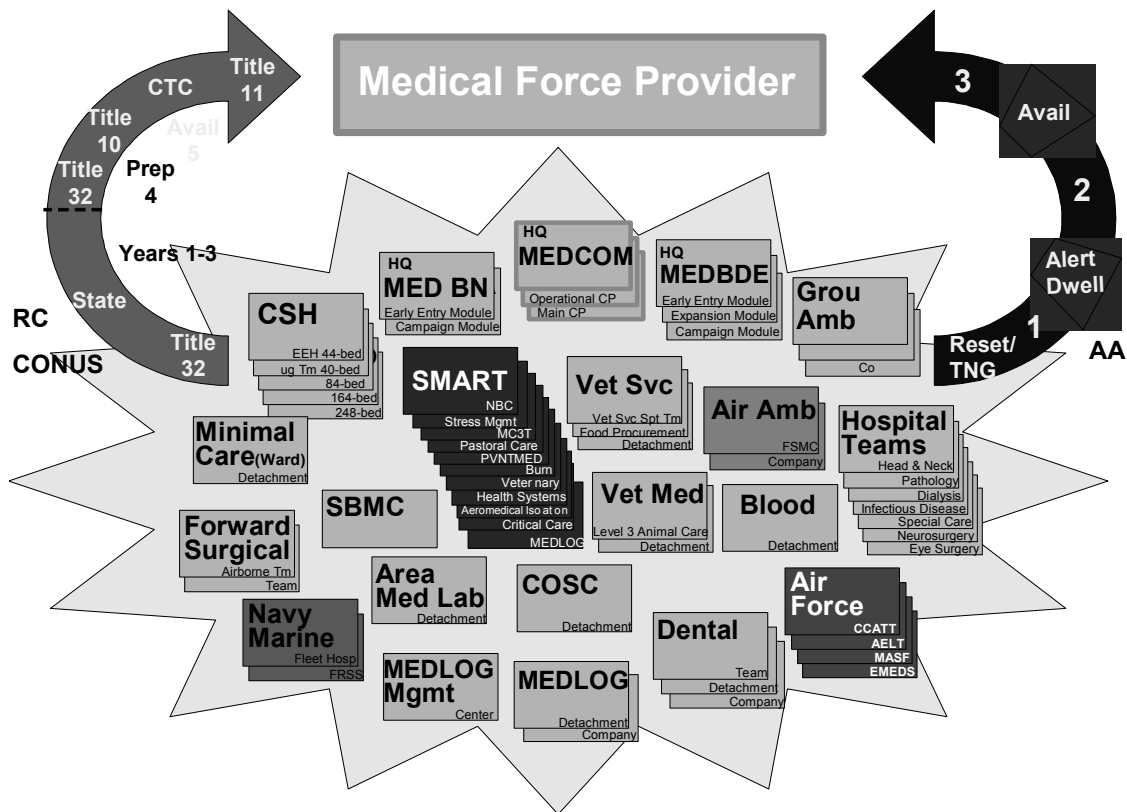 Medical Force Provider
Title
11
CTC
Title
10
Avail
5
Title
32
Prep
4
Years 1-3
State
RC
CONUS
Title
32
3
Avail
2
Alert
Dwell
1
AA
Reset/
TNG
HQ
MEDCOM
Operational CP
Main CP
HQ
MED BN
Early Entry Module
Campaign Module
HQ
MEDBDE
Early Entry Module
Expansion Module
Campaign Module
Grou
Amb
Co
CSH
EEH 44-bed
ug Tm 40-bed
84-bed
164-bed
248-bed
SMART
NBC
Stress Mgmt
MC3T
Pastoral Care
PVNTMED
Burn
Veter nary
Health Systems
Aeromedical Iso at on
Critical Care
MEDLOG
Vet Svc
Vet Svc Spt Tm
Food Procurement
Detachment
Air Amb
FSMC
Company
Hospital
Teams
Head & Neck
Pathology
Dialysis
Infectious Disease
Special Care
Neurosurgery
Eye Surgery
Minimal
Care(Ward)
Detachment
SBMC
Vet Med
Level 3 Animal Care
Detachment
Blood
Detachment
Forward
Surgical
Airborne Tm
Team
Area
Med Lab
Detachment
COSC
Detachment
Air
Force
CCATT
AELT
MASF
EMEDS
Navy
Marine
Fleet Hosp
FRSS
Dental
Team
Detachment
Company
MEDLOG
Mgmt
Center
MEDLOG
Detachment
Company